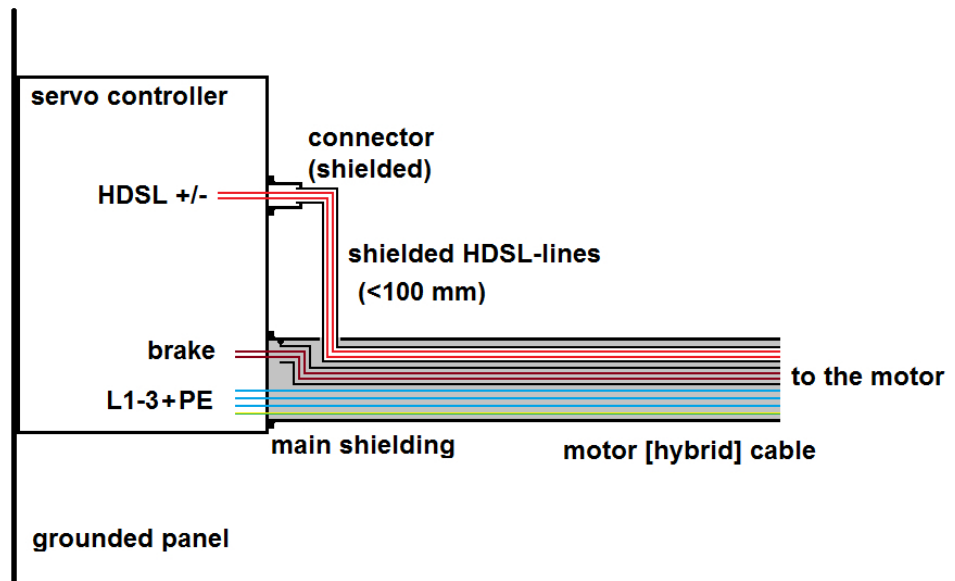 servo controller
connector
(shielded)
HDSL +/-
shielded HDSL-lines
(<100 mm)
brake
to the motor
L1-3+PE
main shielding
motor [hybrid] cable
grounded panel